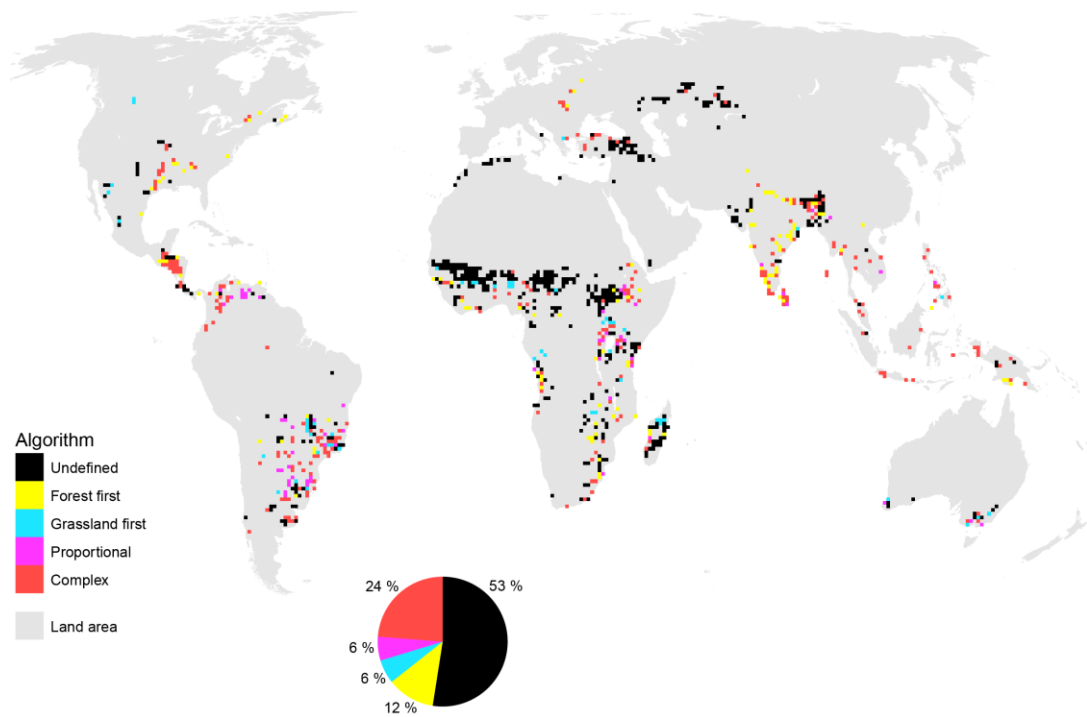 Algorithm
Undefined
Forest first
Grassland first
Proportional
Complex
Land area
24 %
53 %
6 %
6 %
12 %